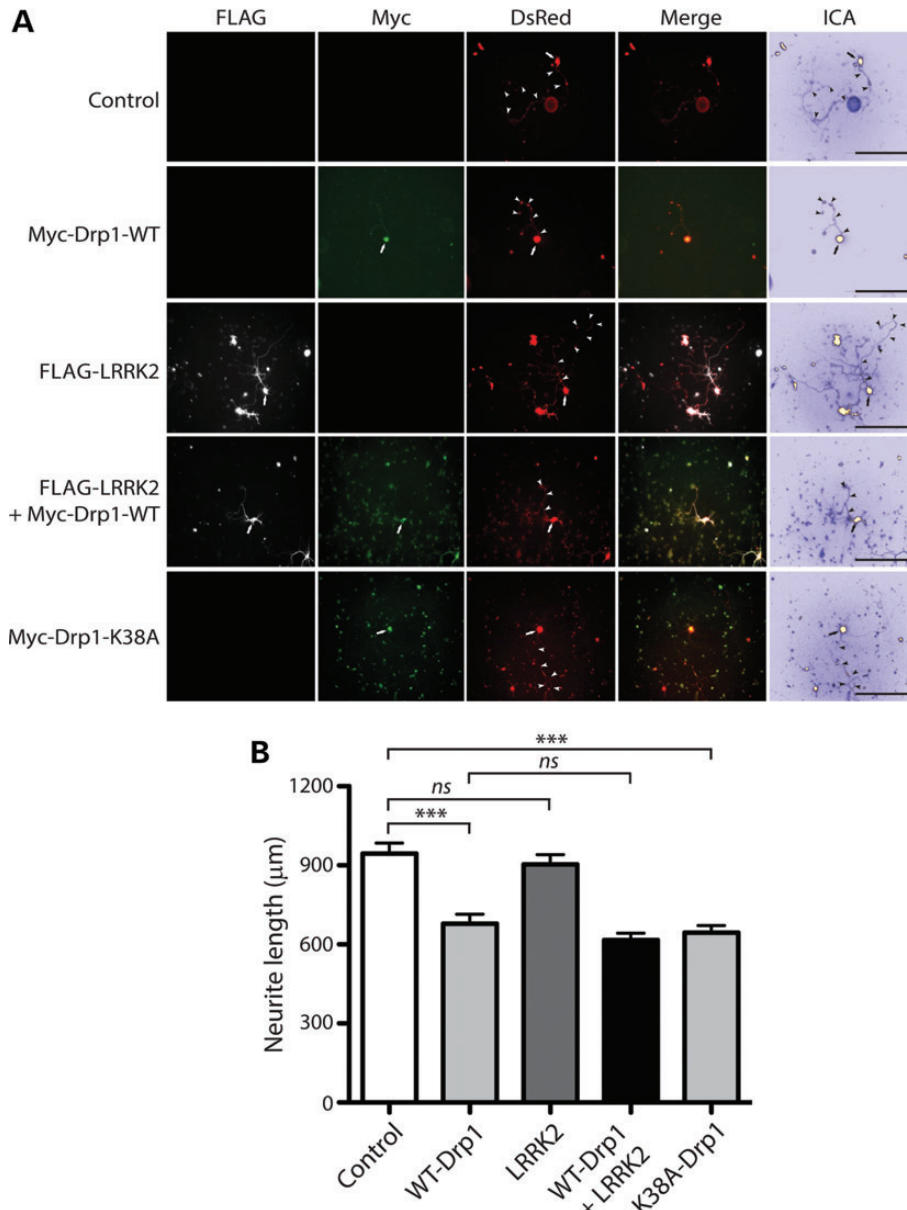 A
FLAG
Myc
DsRed
Merge
ICA
Control
Myc-Drp1-WT
FLAG-LRRK2
FLAG-LRRK2
+ Myc-Drp1-WT
Myc-Drp1-K38A
B
***
ns
ns
***
1200
900
600
300
0
Neurite length (μm)
Control
WT-Drp1
LRRK2
WT-Drp1
+ LRRK2
K38A-Drp1